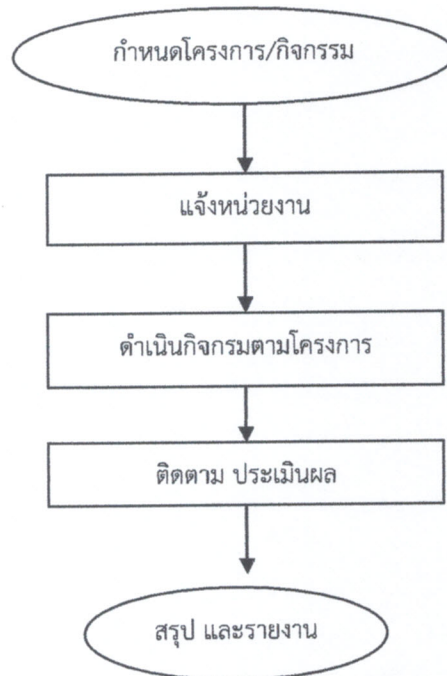 กำหนดโครงการ/กิจกรรม
แจ้งหน่วยงาน
ดำเนินกิจกรมตามโครงการ
ติดตาม ประเมินผล
สรุป และรายงาน